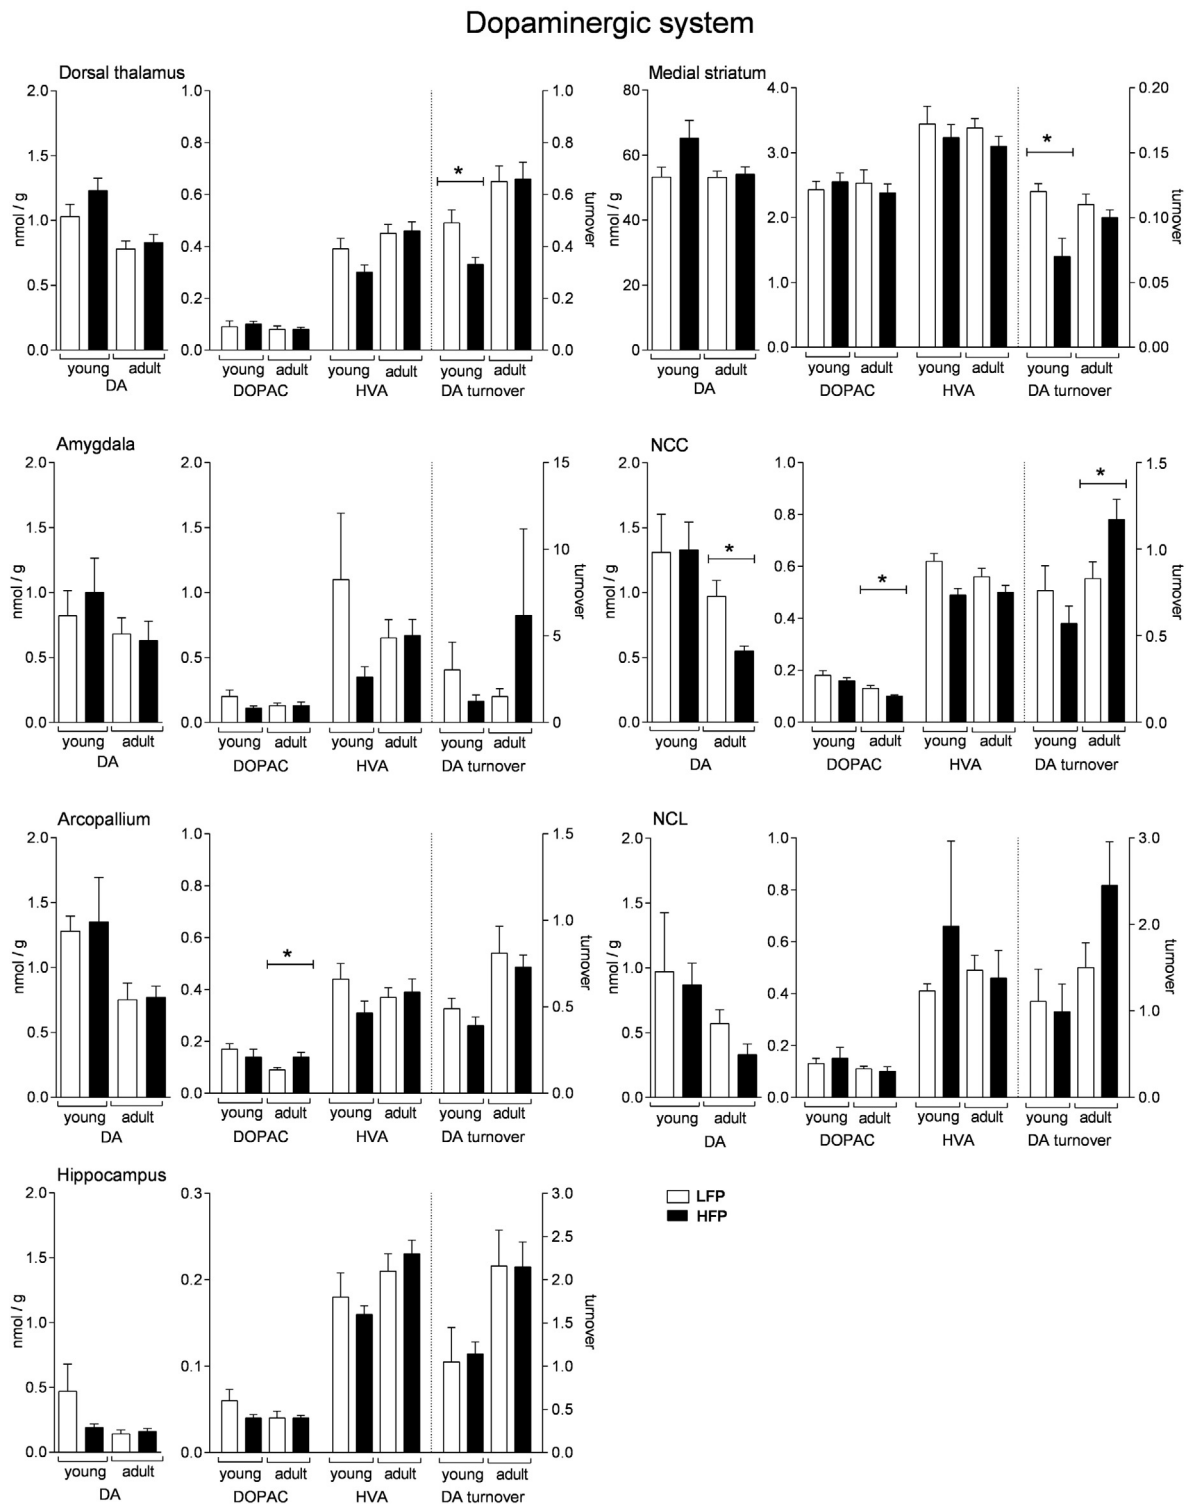 Dopaminergic system
Dorsal thalamus
nmol / g
2.0
1.5
1.0
0.5
0.0
young adult
DA
1.0
0.8
0.6
0.4
0.2
0.0
young adult
DOPAC
young adult
HVA
*
young adult
DA turnover
1.0
0.8
0.6
0.4
0.2
0.0
turnover
Medial striatum
nmol / g
80
60
40
20
0
young adult
DA
4.0
3.0
2.0
1.0
0.0
young adult
DOPAC
young adult
HVA
*
young adult
DA turnover
0.20
0.15
0.10
0.05
0.00
turnover
Amygdala
nmol / g
2.0
1.5
1.0
0.5
0.0
young adult
DA
2.0
1.5
1.0
0.5
0.0
young adult
DOPAC
young adult
HVA
young adult
DA turnover
15
10
5
0
turnover
NCC
nmol / g
2.0
1.5
1.0
0.5
0.0
*
young adult
DA
1.0
0.8
0.6
0.4
0.2
0.0
*
young adult
DOPAC
young adult
HVA
*
young adult
DA turnover
1.5
1.0
0.5
0.0
turnover
Arcopallium
nmol / g
2.0
1.5
1.0
0.5
0.0
young adult
DA
1.0
0.8
0.6
0.4
0.2
0.0
*
young adult
DOPAC
young adult
HVA
young adult
DA turnover
1.5
1.0
0.5
0.0
turnover
NCL
nmol / g
2.0
1.5
1.0
0.5
0.0
young adult
DA
1.0
0.8
0.6
0.4
0.2
0.0
young adult
DOPAC
young adult
HVA
young adult
DA turnover
3.0
2.0
1.0
0.0
turnover
Hippocampus
nmol / g
2.0
1.5
1.0
0.5
0.0
young adult
DA
0.3
0.2
0.1
0.0
young adult
DOPAC
young adult
HVA
young adult
DA turnover
3.0
2.5
2.0
1.5
1.0
0.5
0.0
turnover
LFP
HFP